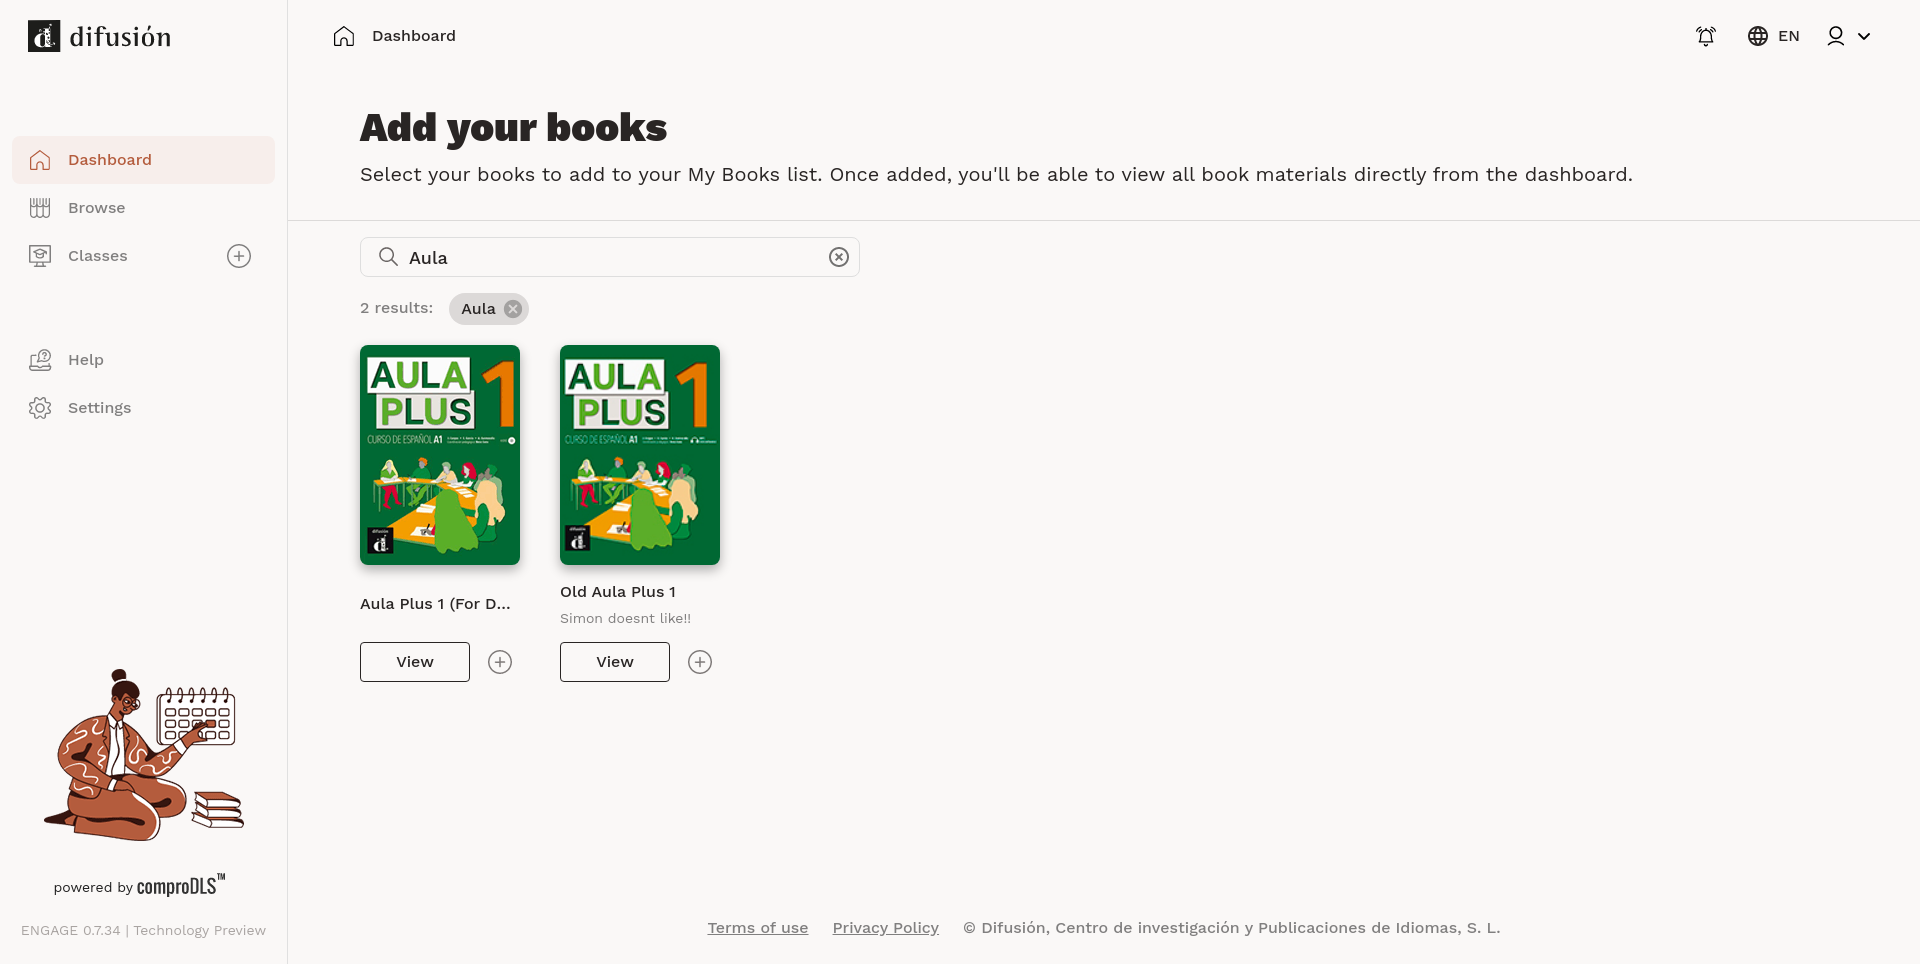 difusión
Dashboard
EN
Dashboard
Browse
Classes
Help
Settings
Add your books
Select your books to add to your My Books list. Once added, you'll be able to view all book materials directly from the dashboard.
Aula
2 results: Aula
AULA 1
PLUS
CURSO DE ESPAÑOL A1
difusión
AULA 1
PLUS
CURSO DE ESPAÑOL A1
difusión
Aula Plus 1 (For D...
Old Aula Plus 1
Simon doesnt like!!
View
View
powered by comproDLS™
ENGAGE 0.7.34 | Technology Preview
Terms of use Privacy Policy © Difusión, Centro de investigación y Publicaciones de Idiomas, S. L.